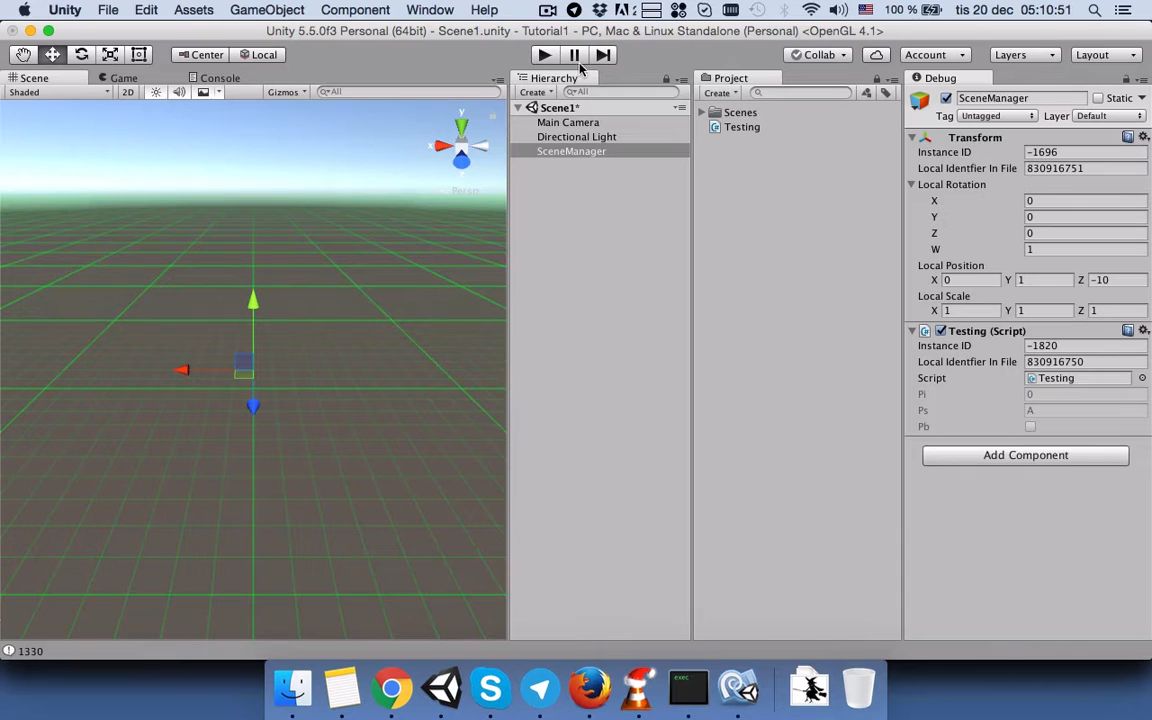 Unity File Edit Assets GameObject Component Window Help 100 % tis 20 dec 05:10:51
Unity 5.5.0f3 Personal (64bit) - Scene1.unity - Tutorial1 - PC, Mac & Linux Standalone (Personal) <OpenGL 4.1>
Center Local Collab Account Layers Layout
Scene Game Console Hierarchy Project Debug
Shaded 2D Gizmos All Create All Create SceneManager Static
Scene1* Scenes Tag Untagged Layer Default
Main Camera Testing
Directional Light Transform
SceneManager Instance ID -1696
Local Identfier In File 830916751
Local Rotation
X 0
Y 0
Z 0
W 1
Local Position
X 0 Y 1 Z -10
Local Scale
X 1 Y 1 Z 1
Testing (Script)
Instance ID -1820
Local Identfier In File 830916750
Script Testing
Pi 0
Ps A
Pb
Add Component
y
x
Persp
1330
exec